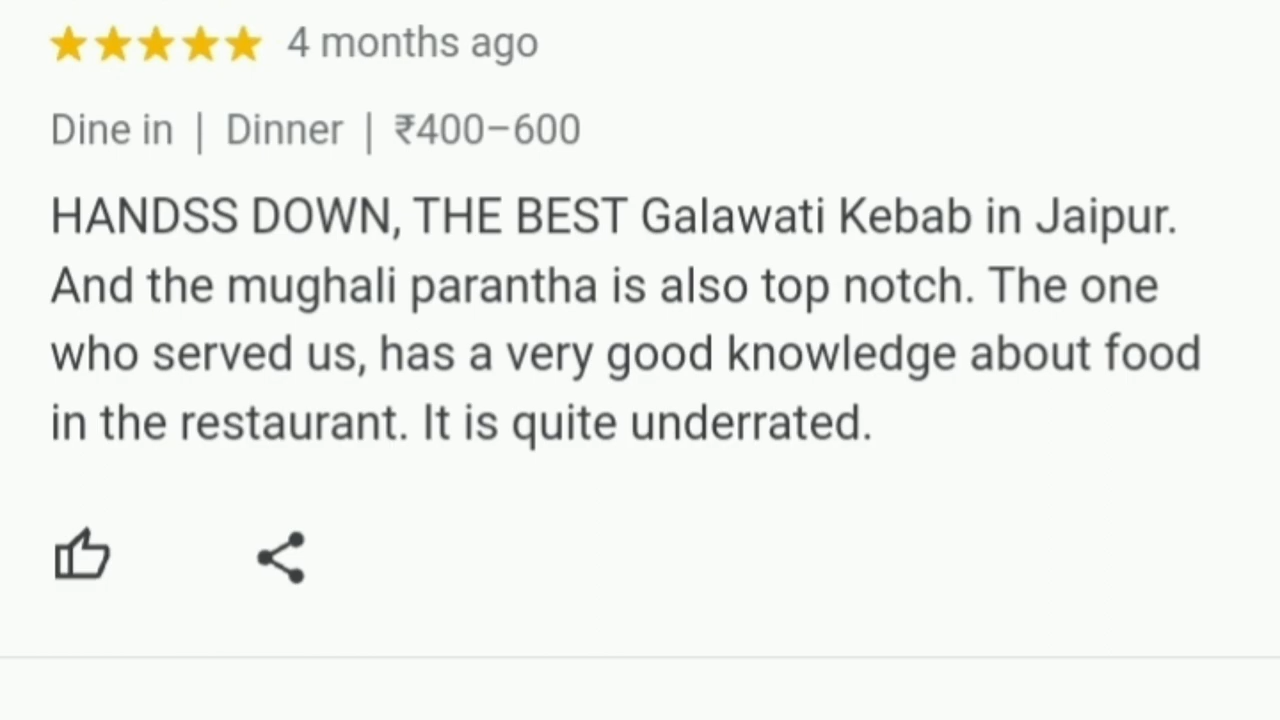 4 months ago
Dine in | Dinner | ₹400–600
HANDSS DOWN, THE BEST Galawati Kebab in Jaipur.
And the mughali parantha is also top notch. The one
who served us, has a very good knowledge about food
in the restaurant. It is quite underrated.